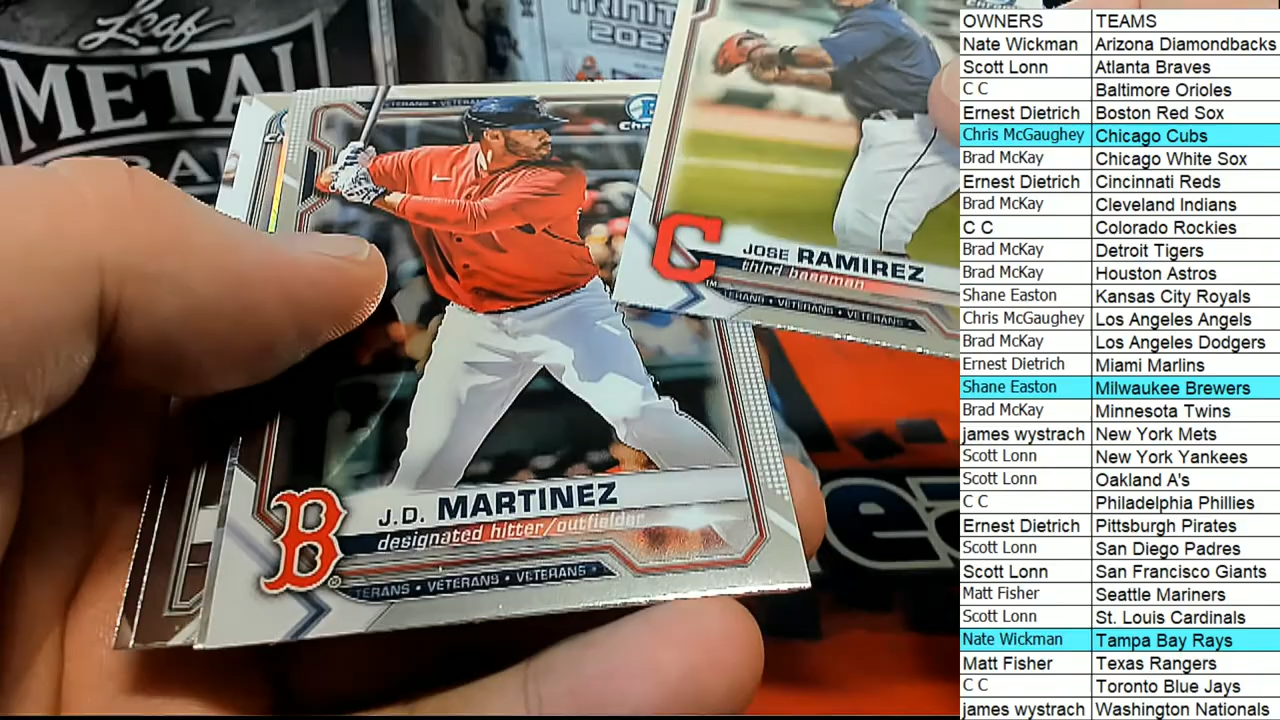 Leaf
METAL
TRINIT
202
VETERANS • VETERA
Chrome
JOSE RAMIREZ
third baseman
TERANS • VETERANS • VETERANS
C
J.D. MARTINEZ
designated hitter/outfielder
TERANS • VETERANS • VETERANS
B
OWNERS TEAMS
Nate Wickman Arizona Diamondbacks
Scott Lonn Atlanta Braves
C C Baltimore Orioles
Ernest Dietrich Boston Red Sox
Chris McGaughey Chicago Cubs
Brad McKay Chicago White Sox
Ernest Dietrich Cincinnati Reds
Brad McKay Cleveland Indians
C C Colorado Rockies
Brad McKay Detroit Tigers
Brad McKay Houston Astros
Shane Easton Kansas City Royals
Chris McGaughey Los Angeles Angels
Brad McKay Los Angeles Dodgers
Ernest Dietrich Miami Marlins
Shane Easton Milwaukee Brewers
Brad McKay Minnesota Twins
james wystrach New York Mets
Scott Lonn New York Yankees
Scott Lonn Oakland A's
C C Philadelphia Phillies
Ernest Dietrich Pittsburgh Pirates
Scott Lonn San Diego Padres
Scott Lonn San Francisco Giants
Matt Fisher Seattle Mariners
Scott Lonn St. Louis Cardinals
Nate Wickman Tampa Bay Rays
Matt Fisher Texas Rangers
C C Toronto Blue Jays
james wystrach Washington Nationals